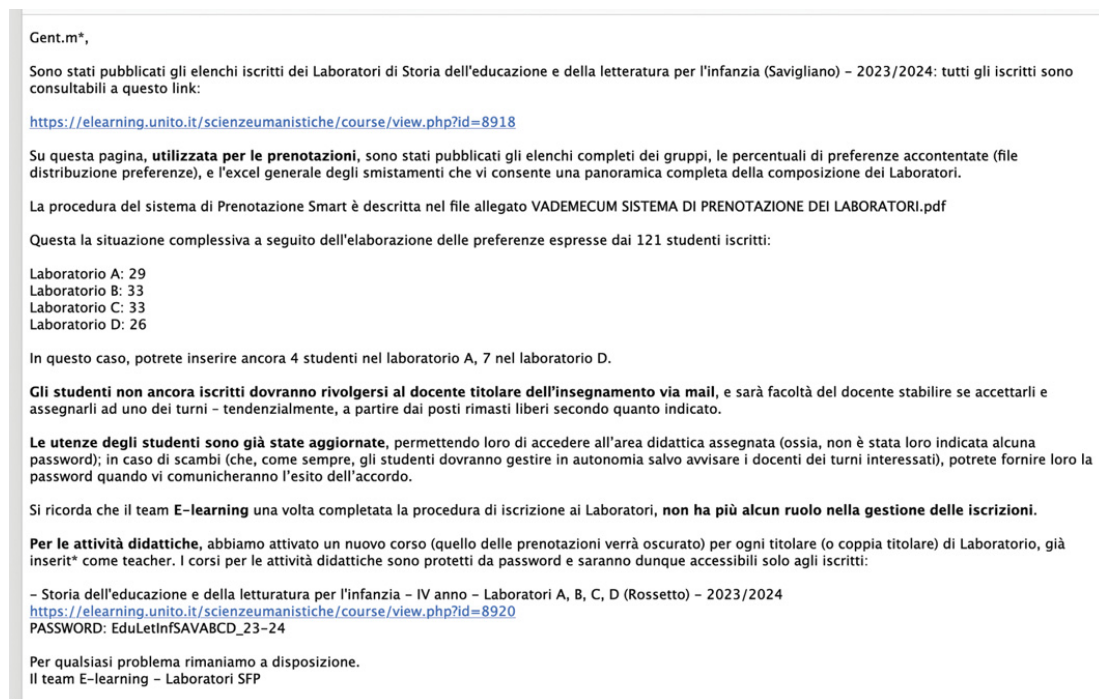 Gent.m*,
Sono stati pubblicati gli elenchi iscritti dei Laboratori di Storia dell'educazione e della letteratura per l'infanzia (Savigliano) – 2023/2024: tutti gli iscritti sono
consultabili a questo link:
https://elearning.unito.it/scienzeumanistiche/course/view.php?id=8918
Su questa pagina, utilizzata per le prenotazioni, sono stati pubblicati gli elenchi completi dei gruppi, le percentuali di preferenze accontentate (file
distribuzione preferenze), e l'excel generale degli smistamenti che vi consente una panoramica completa della composizione dei Laboratori.
La procedura del sistema di Prenotazione Smart è descritta nel file allegato VADEMECUM SISTEMA DI PRENOTAZIONE DEI LABORATORI.pdf
Questa la situazione complessiva a seguito dell'elaborazione delle preferenze espresse dai 121 studenti iscritti:
Laboratorio A: 29
Laboratorio B: 33
Laboratorio C: 33
Laboratorio D: 26
In questo caso, potrete inserire ancora 4 studenti nel laboratorio A, 7 nel laboratorio D.
Gli studenti non ancora iscritti dovranno rivolgersi al docente titolare dell'insegnamento via mail, e sarà facoltà del docente stabilire se accettarli e
assegnarli ad uno dei turni – tendenzialmente, a partire dai posti rimasti liberi secondo quanto indicato.
Le utenze degli studenti sono già state aggiornate, permettendo loro di accedere all'area didattica assegnata (ossia, non è stata loro indicata alcuna
password); in caso di scambi (che, come sempre, gli studenti dovranno gestire in autonomia salvo avvisare i docenti dei turni interessati), potrete fornire loro la
password quando vi comunicheranno l'esito dell'accordo.
Si ricorda che il team E-learning una volta completata la procedura di iscrizione ai Laboratori, non ha più alcun ruolo nella gestione delle iscrizioni.
Per le attività didattiche, abbiamo attivato un nuovo corso (quello delle prenotazioni verrà oscurato) per ogni titolare (o coppia titolare) di Laboratorio, già
inserit* come teacher. I corsi per le attività didattiche sono protetti da password e saranno dunque accessibili solo agli iscritti:
– Storia dell'educazione e della letturatura per l'infanzia – IV anno – Laboratori A, B, C, D (Rossetto) – 2023/2024
https://elearning.unito.it/scienzeumanistiche/course/view.php?id=8920
PASSWORD: EduLetInfSAVABCD_23-24
Per qualsiasi problema rimaniamo a disposizione.
Il team E-learning – Laboratori SFP